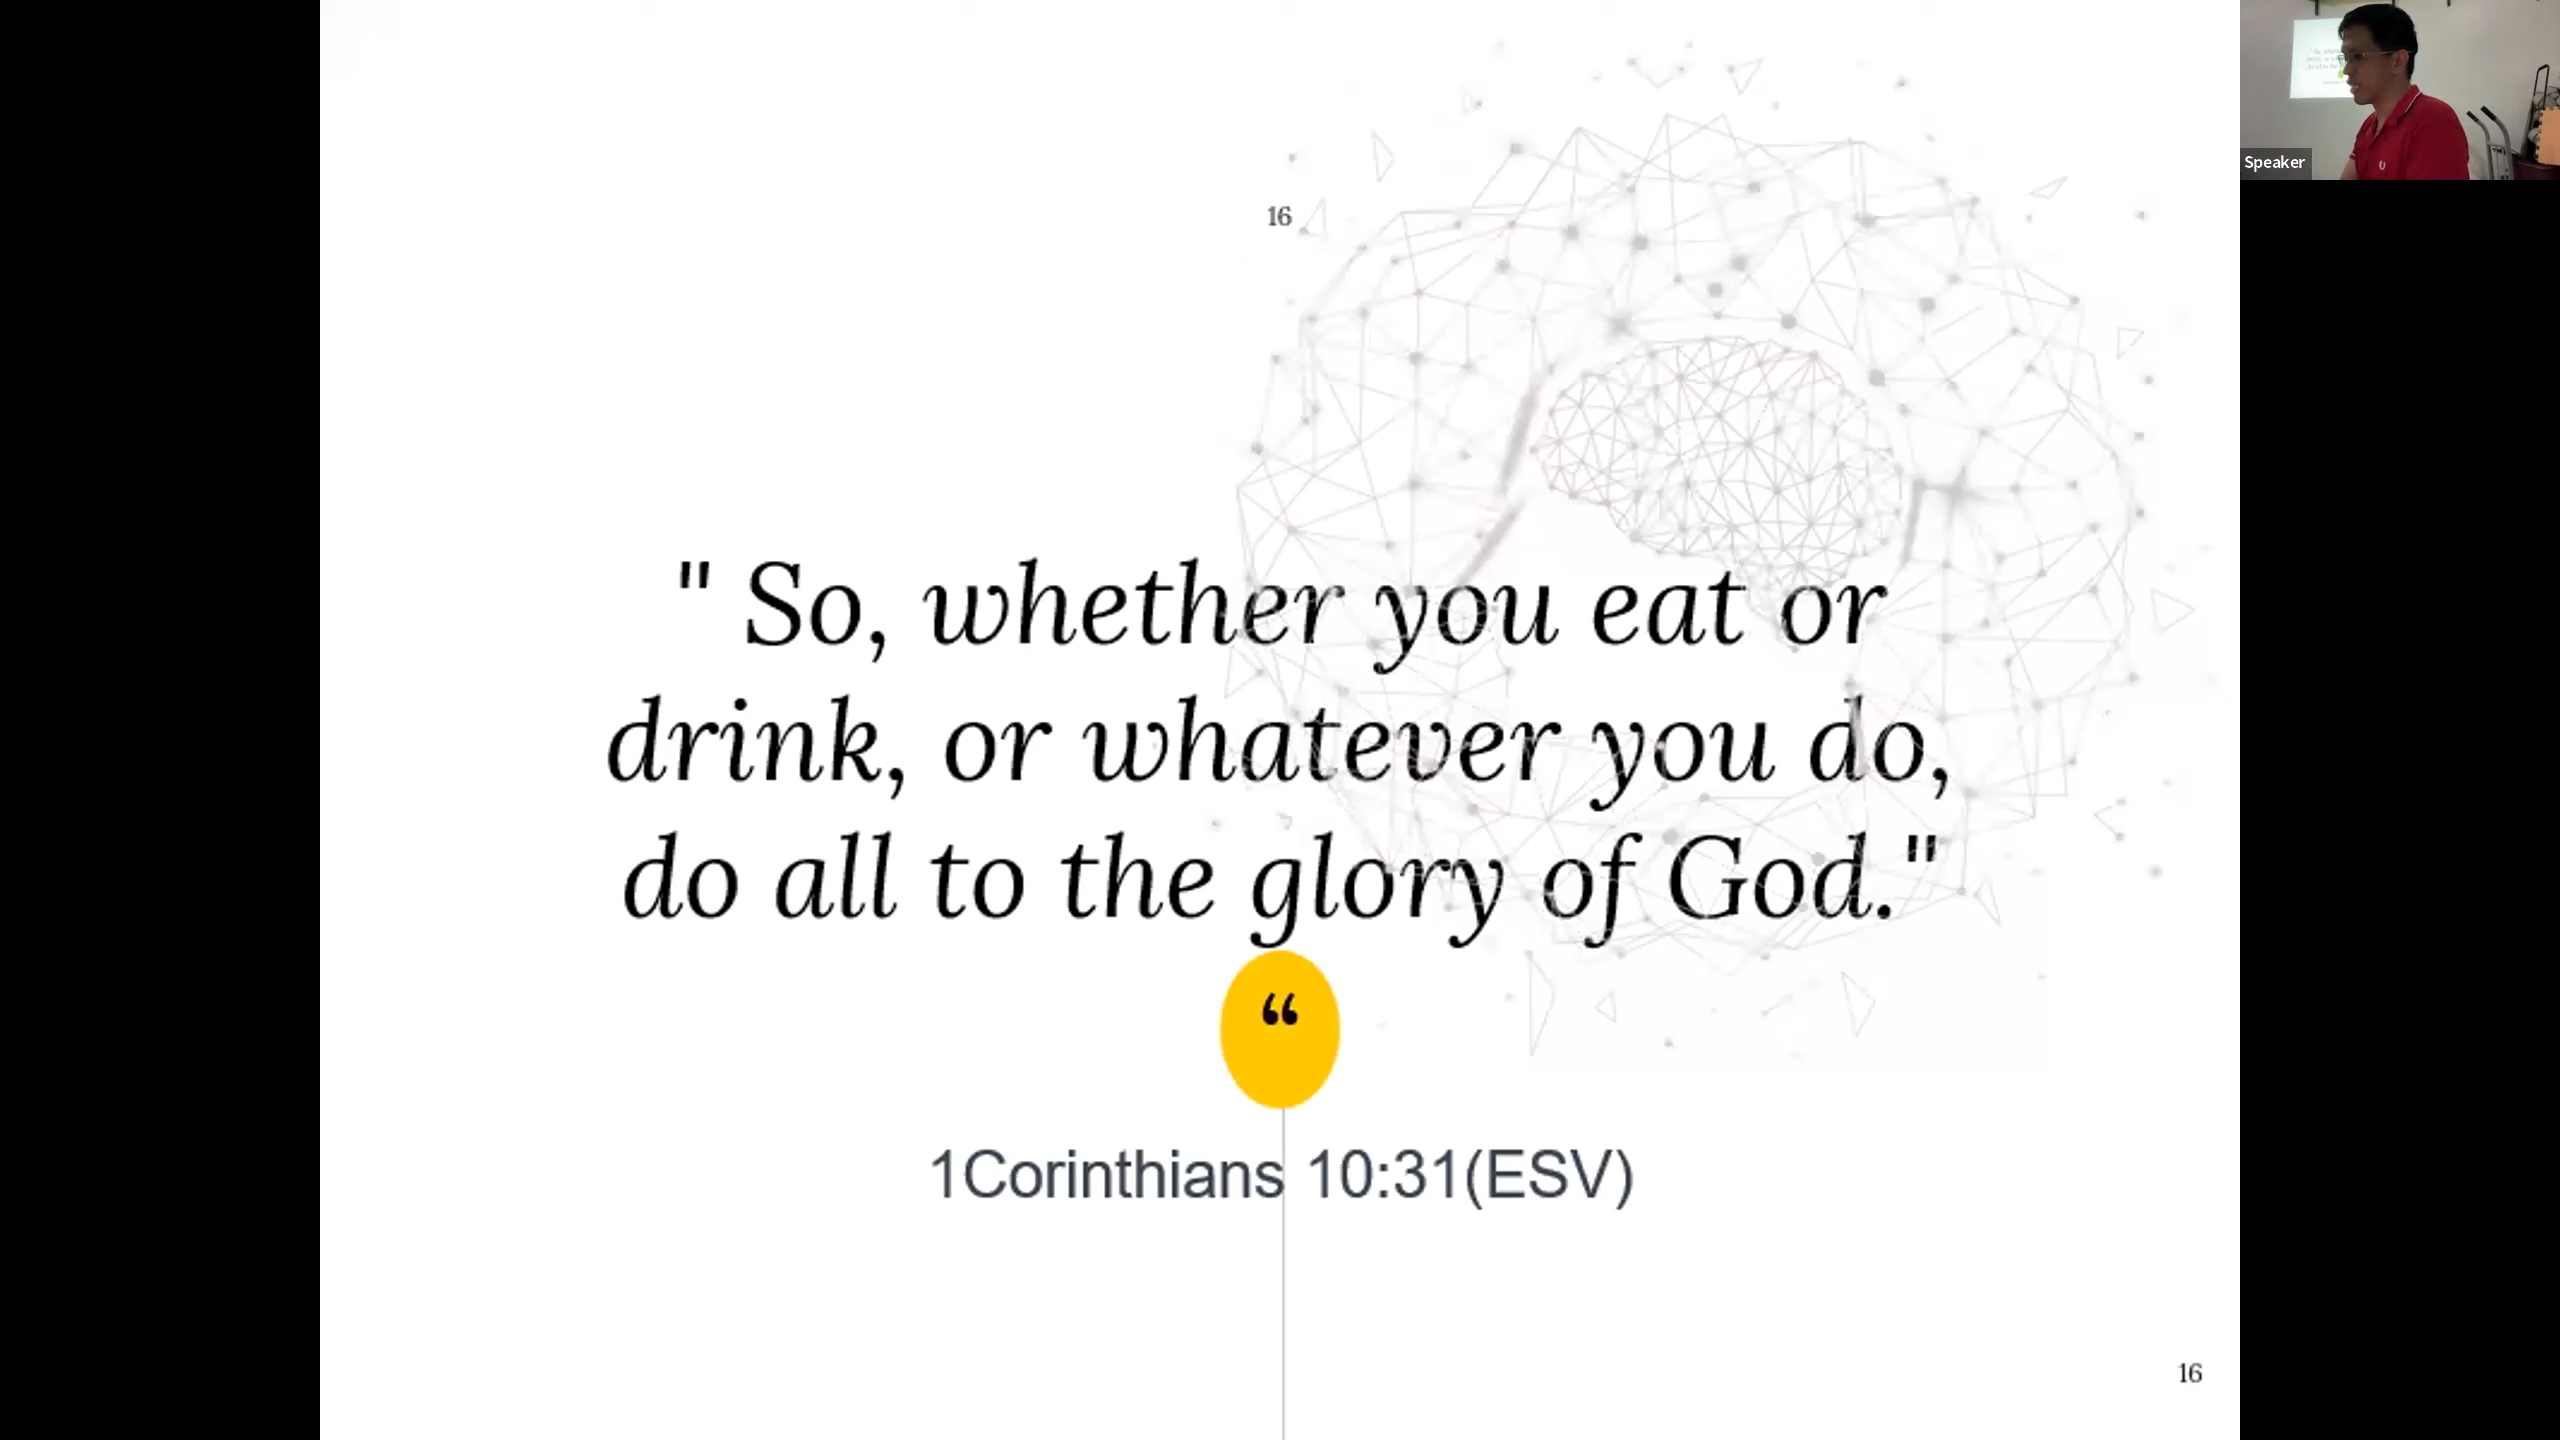 16
" So, whether you eat or
drink, or whatever you do,
do all to the glory of God."
“
1Corinthians 10:31(ESV)
16
Speaker